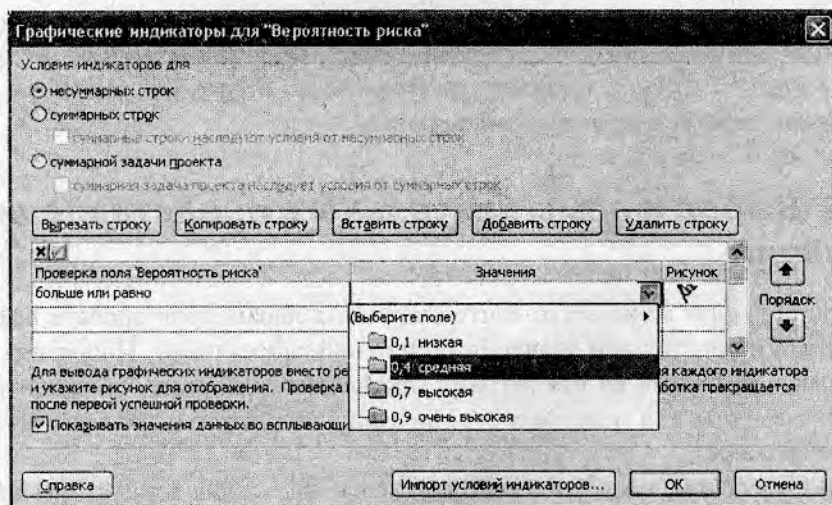 Графические индикаторы для "Вероятность риска"
Условия индикаторов для
несуммарных строк
суммарных строк
суммарные строки наследуют условия от несуммарных строк
суммарной задачи проекта
суммарная задача проекта наследует условия от суммарных строк
Вырезать строку Копировать строку Вставить строку Добавить строку Удалить строку
Проверка поля 'Вероятность риска' Значения Рисунок
больше или равно
Порядок
(Выберите поле)
0,1 низкая
0,4 средняя
0,7 высокая
0,9 очень высокая
Для вывода графических индикаторов вместо ре я каждого индикатора
и укажите рисунок для отображения. Проверка ботка прекращается
после первой успешной проверки.
Показывать значения данных во всплывающи
Справка Импорт условий индикаторов... ОК Отмена